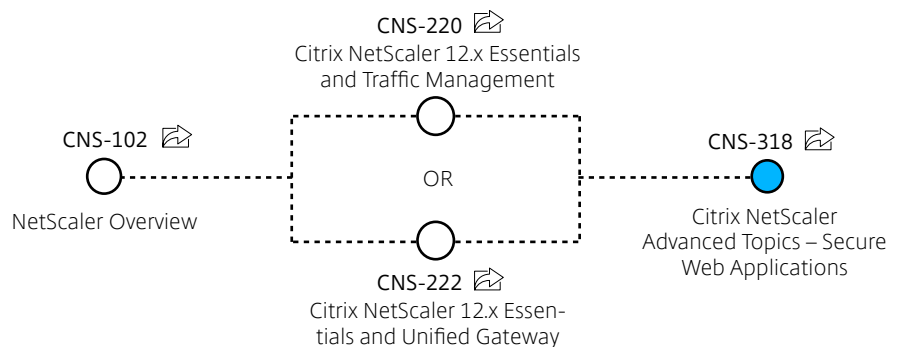 CNS-220
Citrix NetScaler 12.x Essentials
and Traffic Management
CNS-102
NetScaler Overview
OR
CNS-222
Citrix NetScaler 12.x Essen-
tials and Unified Gateway
CNS-318
Citrix NetScaler
Advanced Topics – Secure
Web Applications